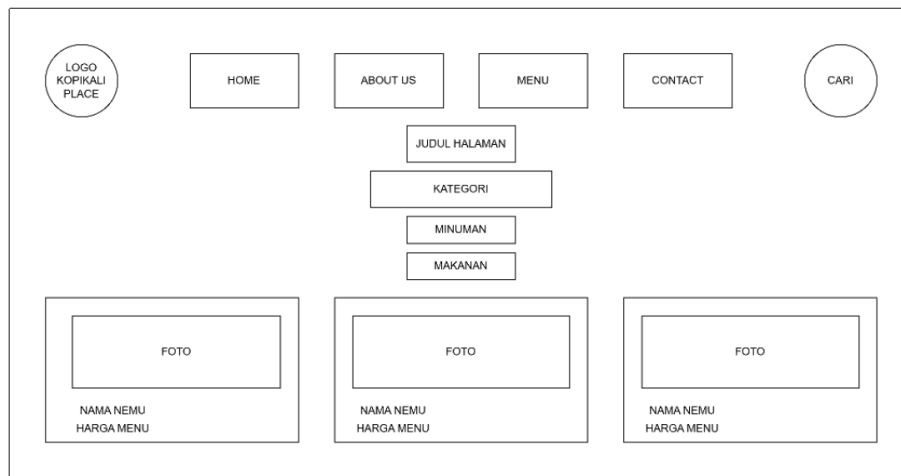 LOGO
KOPIKALI
PLACE
HOME
ABOUT US
MENU
CONTACT
CARI
JUDUL HALAMAN
KATEGORI
MINUMAN
MAKANAN
FOTO
NAMA NEMU
HARGA MENU
FOTO
NAMA NEMU
HARGA MENU
FOTO
NAMA NEMU
HARGA MENU